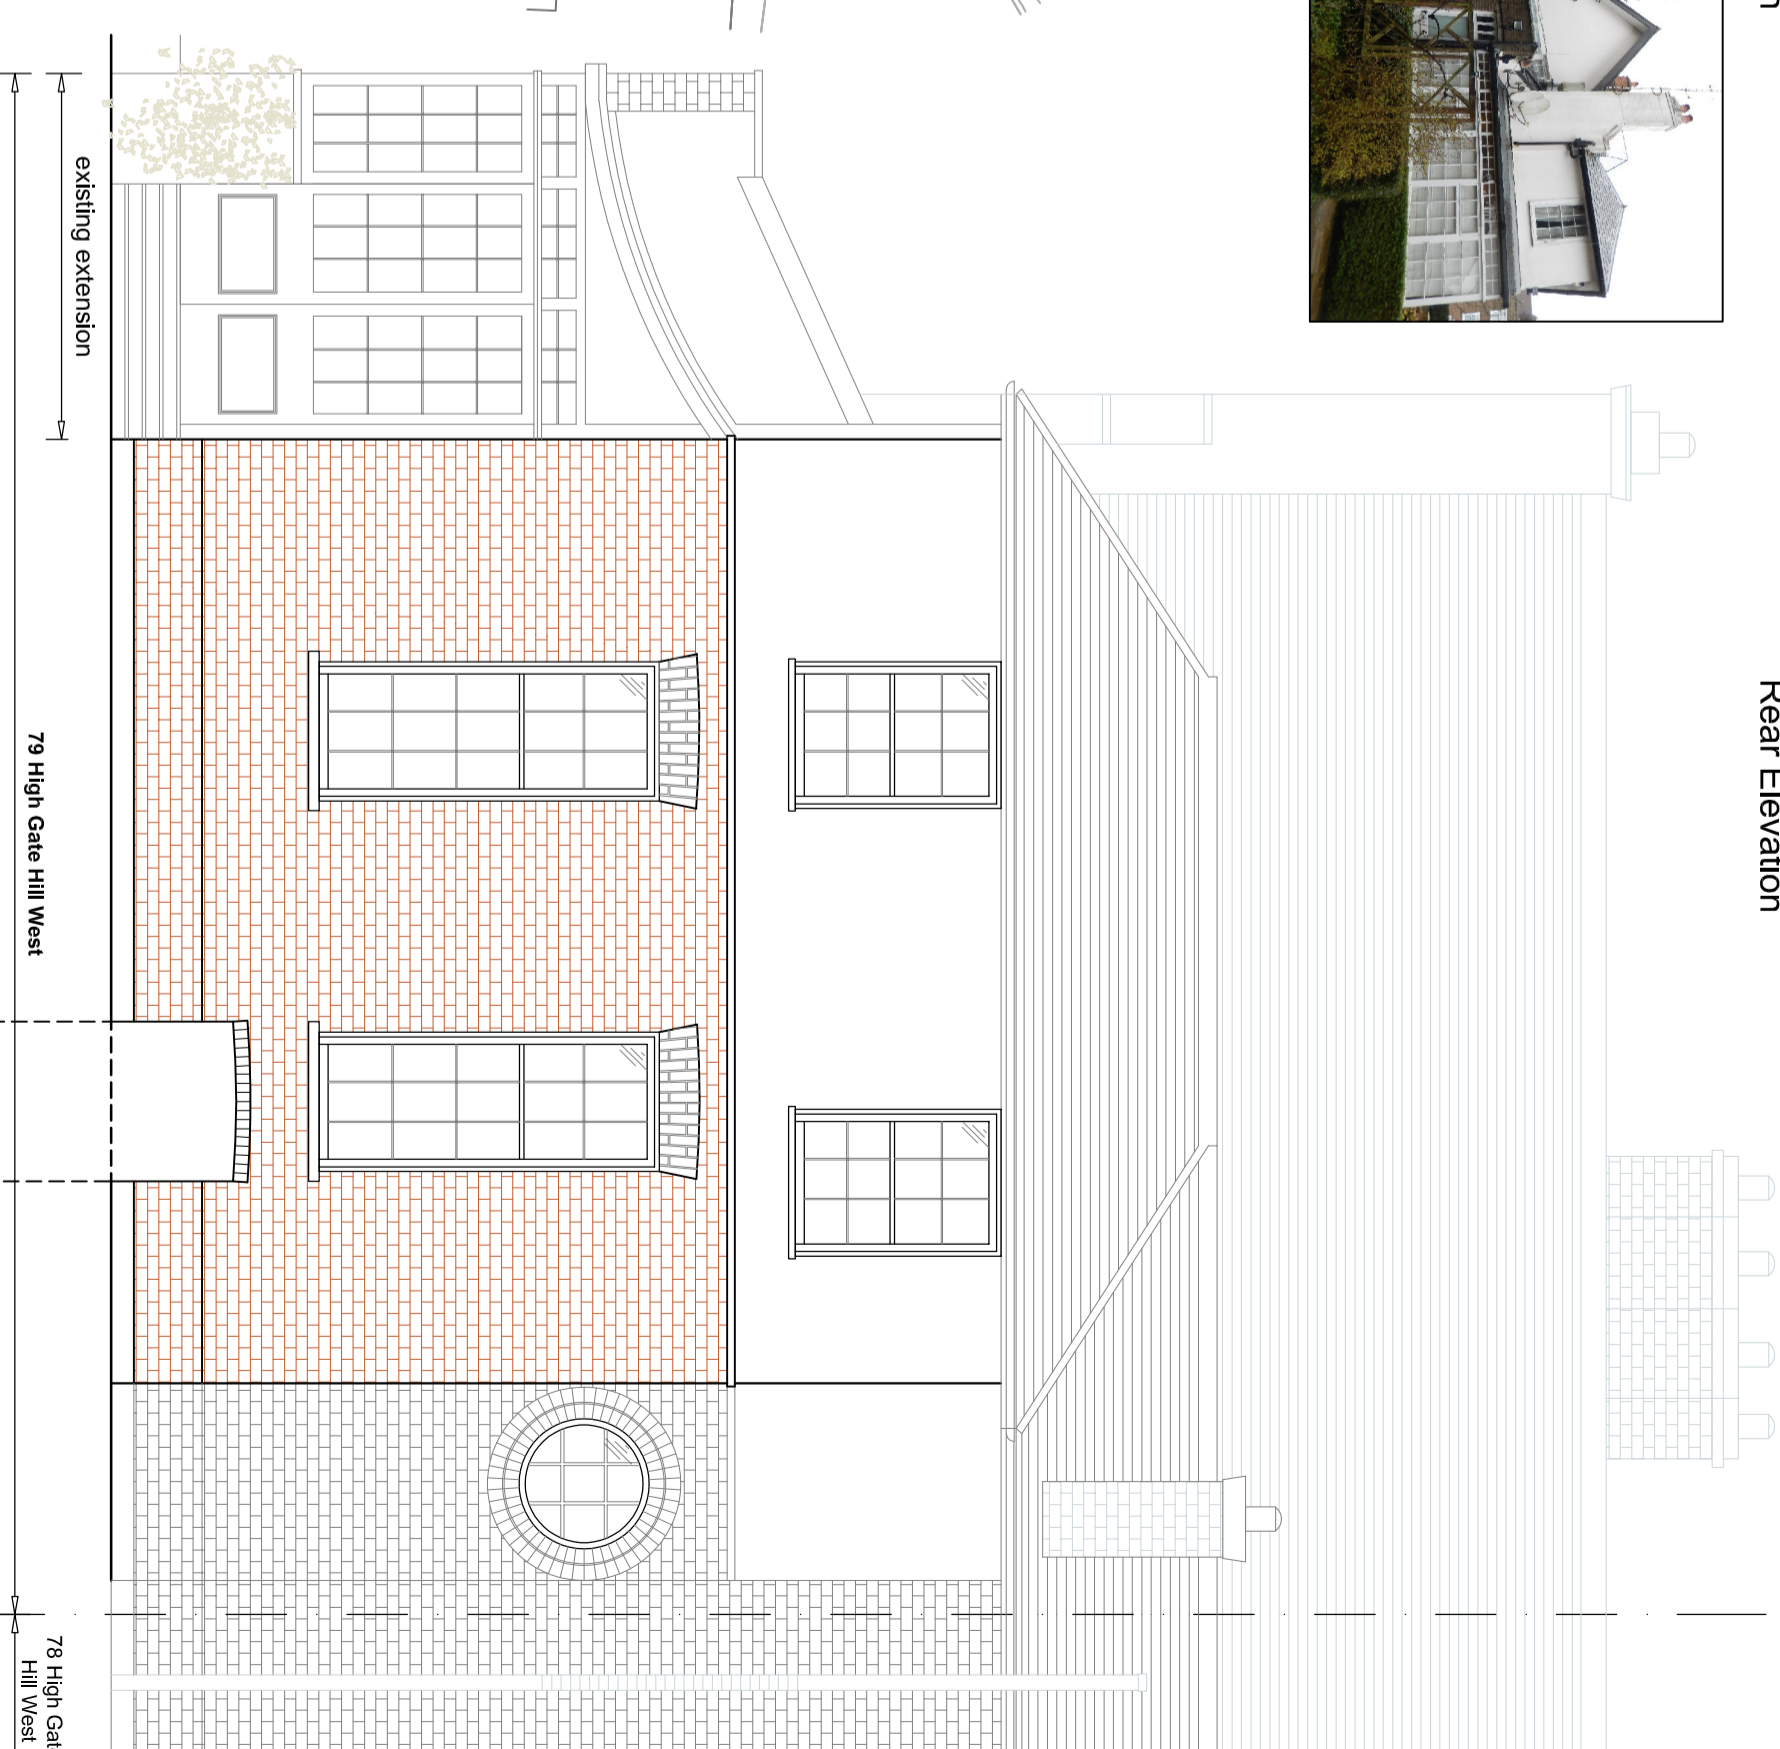 Rear Elevation
existing extension
79 High Gate Hill West
78 High Gat
Hill West